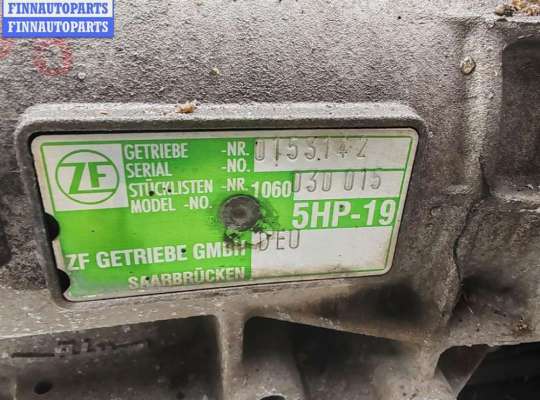 FINNAUTOPARTS
FINNAUTOPARTS
ZF
GETRIEBE -NR. 0153142
SERIAL -NO.
STÜCKLISTEN -NR. 1060 030 015
MODEL -NO.
5HP-19
DEU
ZF GETRIEBE GMBH
SAARBRÜCKEN